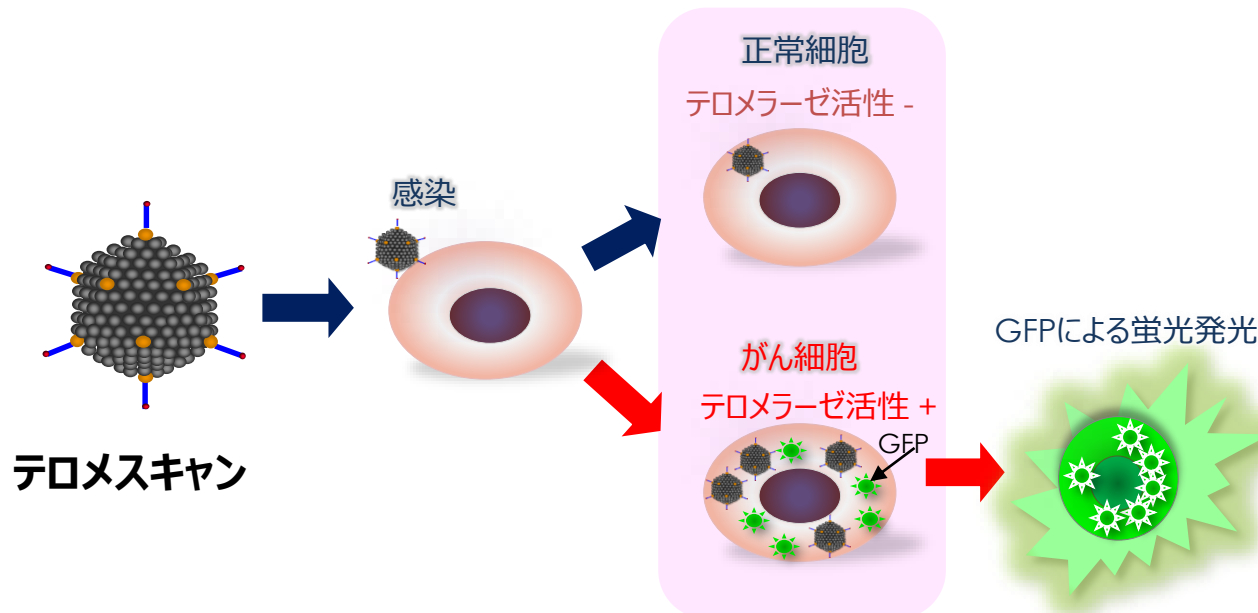 テロメスキャン
感染
正常細胞
テロメラーゼ活性 -
がん細胞
テロメラーゼ活性 +
GFP
GFPによる蛍光発光